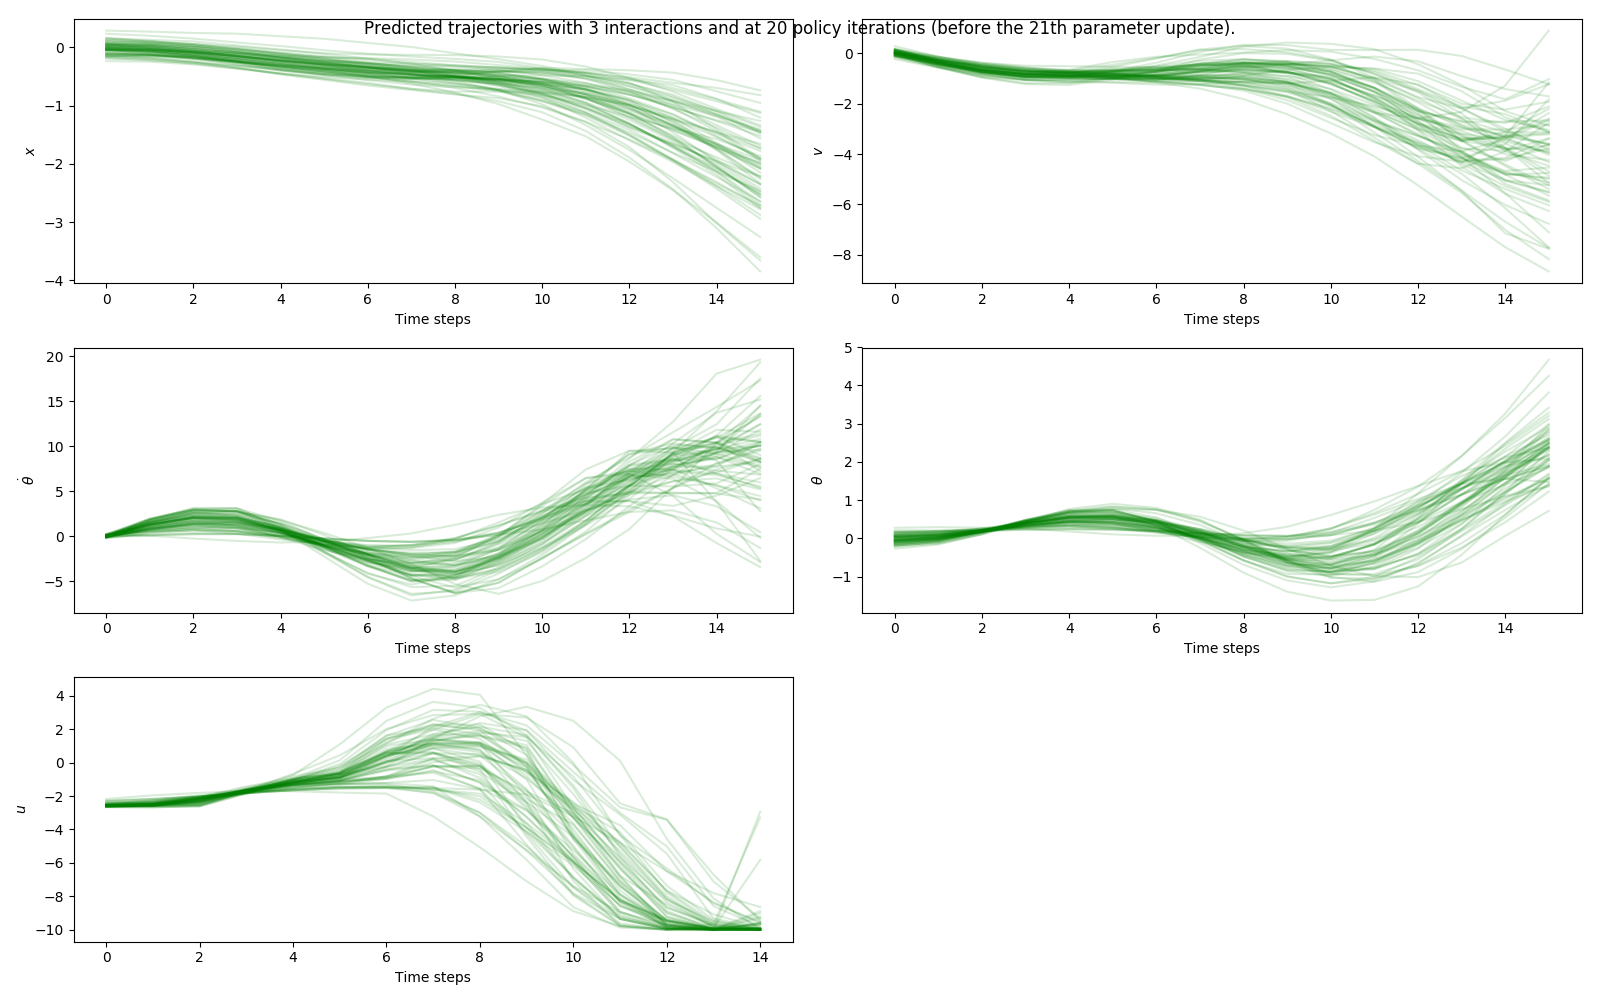 Predicted trajectories with 3 interactions and at 20 policy iterations (before the 21th parameter update).
0
−1
−2
−3
−4
x
0 2 4 6 8 10 12 14
Time steps
0
−2
−4
−6
−8
v
0 2 4 6 8 10 12 14
Time steps
20
15
10
5
0
−5
θ̇
0 2 4 6 8 10 12 14
Time steps
5
4
3
2
1
0
−1
θ
0 2 4 6 8 10 12 14
Time steps
4
2
0
−2
−4
−6
−8
−10
u
0 2 4 6 8 10 12 14
Time steps